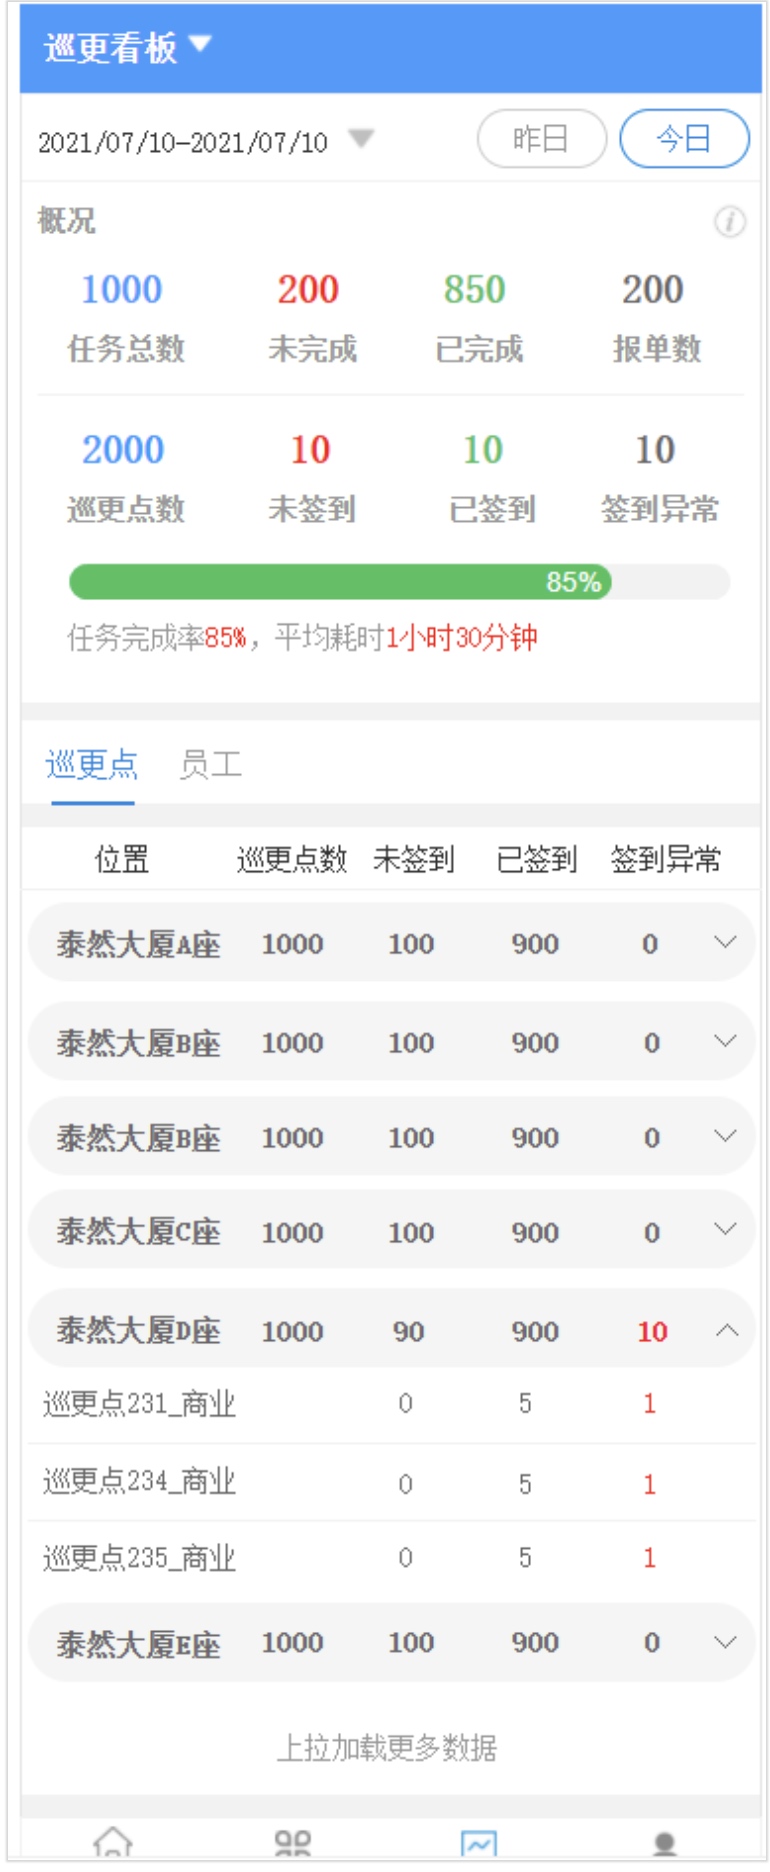 巡更看板
2021/07/10-2021/07/10 昨日 今日
概况
1000 200 850 200
任务总数 未完成 已完成 报单数
2000 10 10 10
巡更点数 未签到 已签到 签到异常
85%
任务完成率85%，平均耗时1小时30分钟
巡更点 员工
位置 巡更点数 未签到 已签到 签到异常
泰然大厦A座 1000 100 900 0
泰然大厦B座 1000 100 900 0
泰然大厦B座 1000 100 900 0
泰然大厦C座 1000 100 900 0
泰然大厦D座 1000 90 900 10
巡更点231_商业 0 5 1
巡更点234_商业 0 5 1
巡更点235_商业 0 5 1
泰然大厦E座 1000 100 900 0
上拉加载更多数据